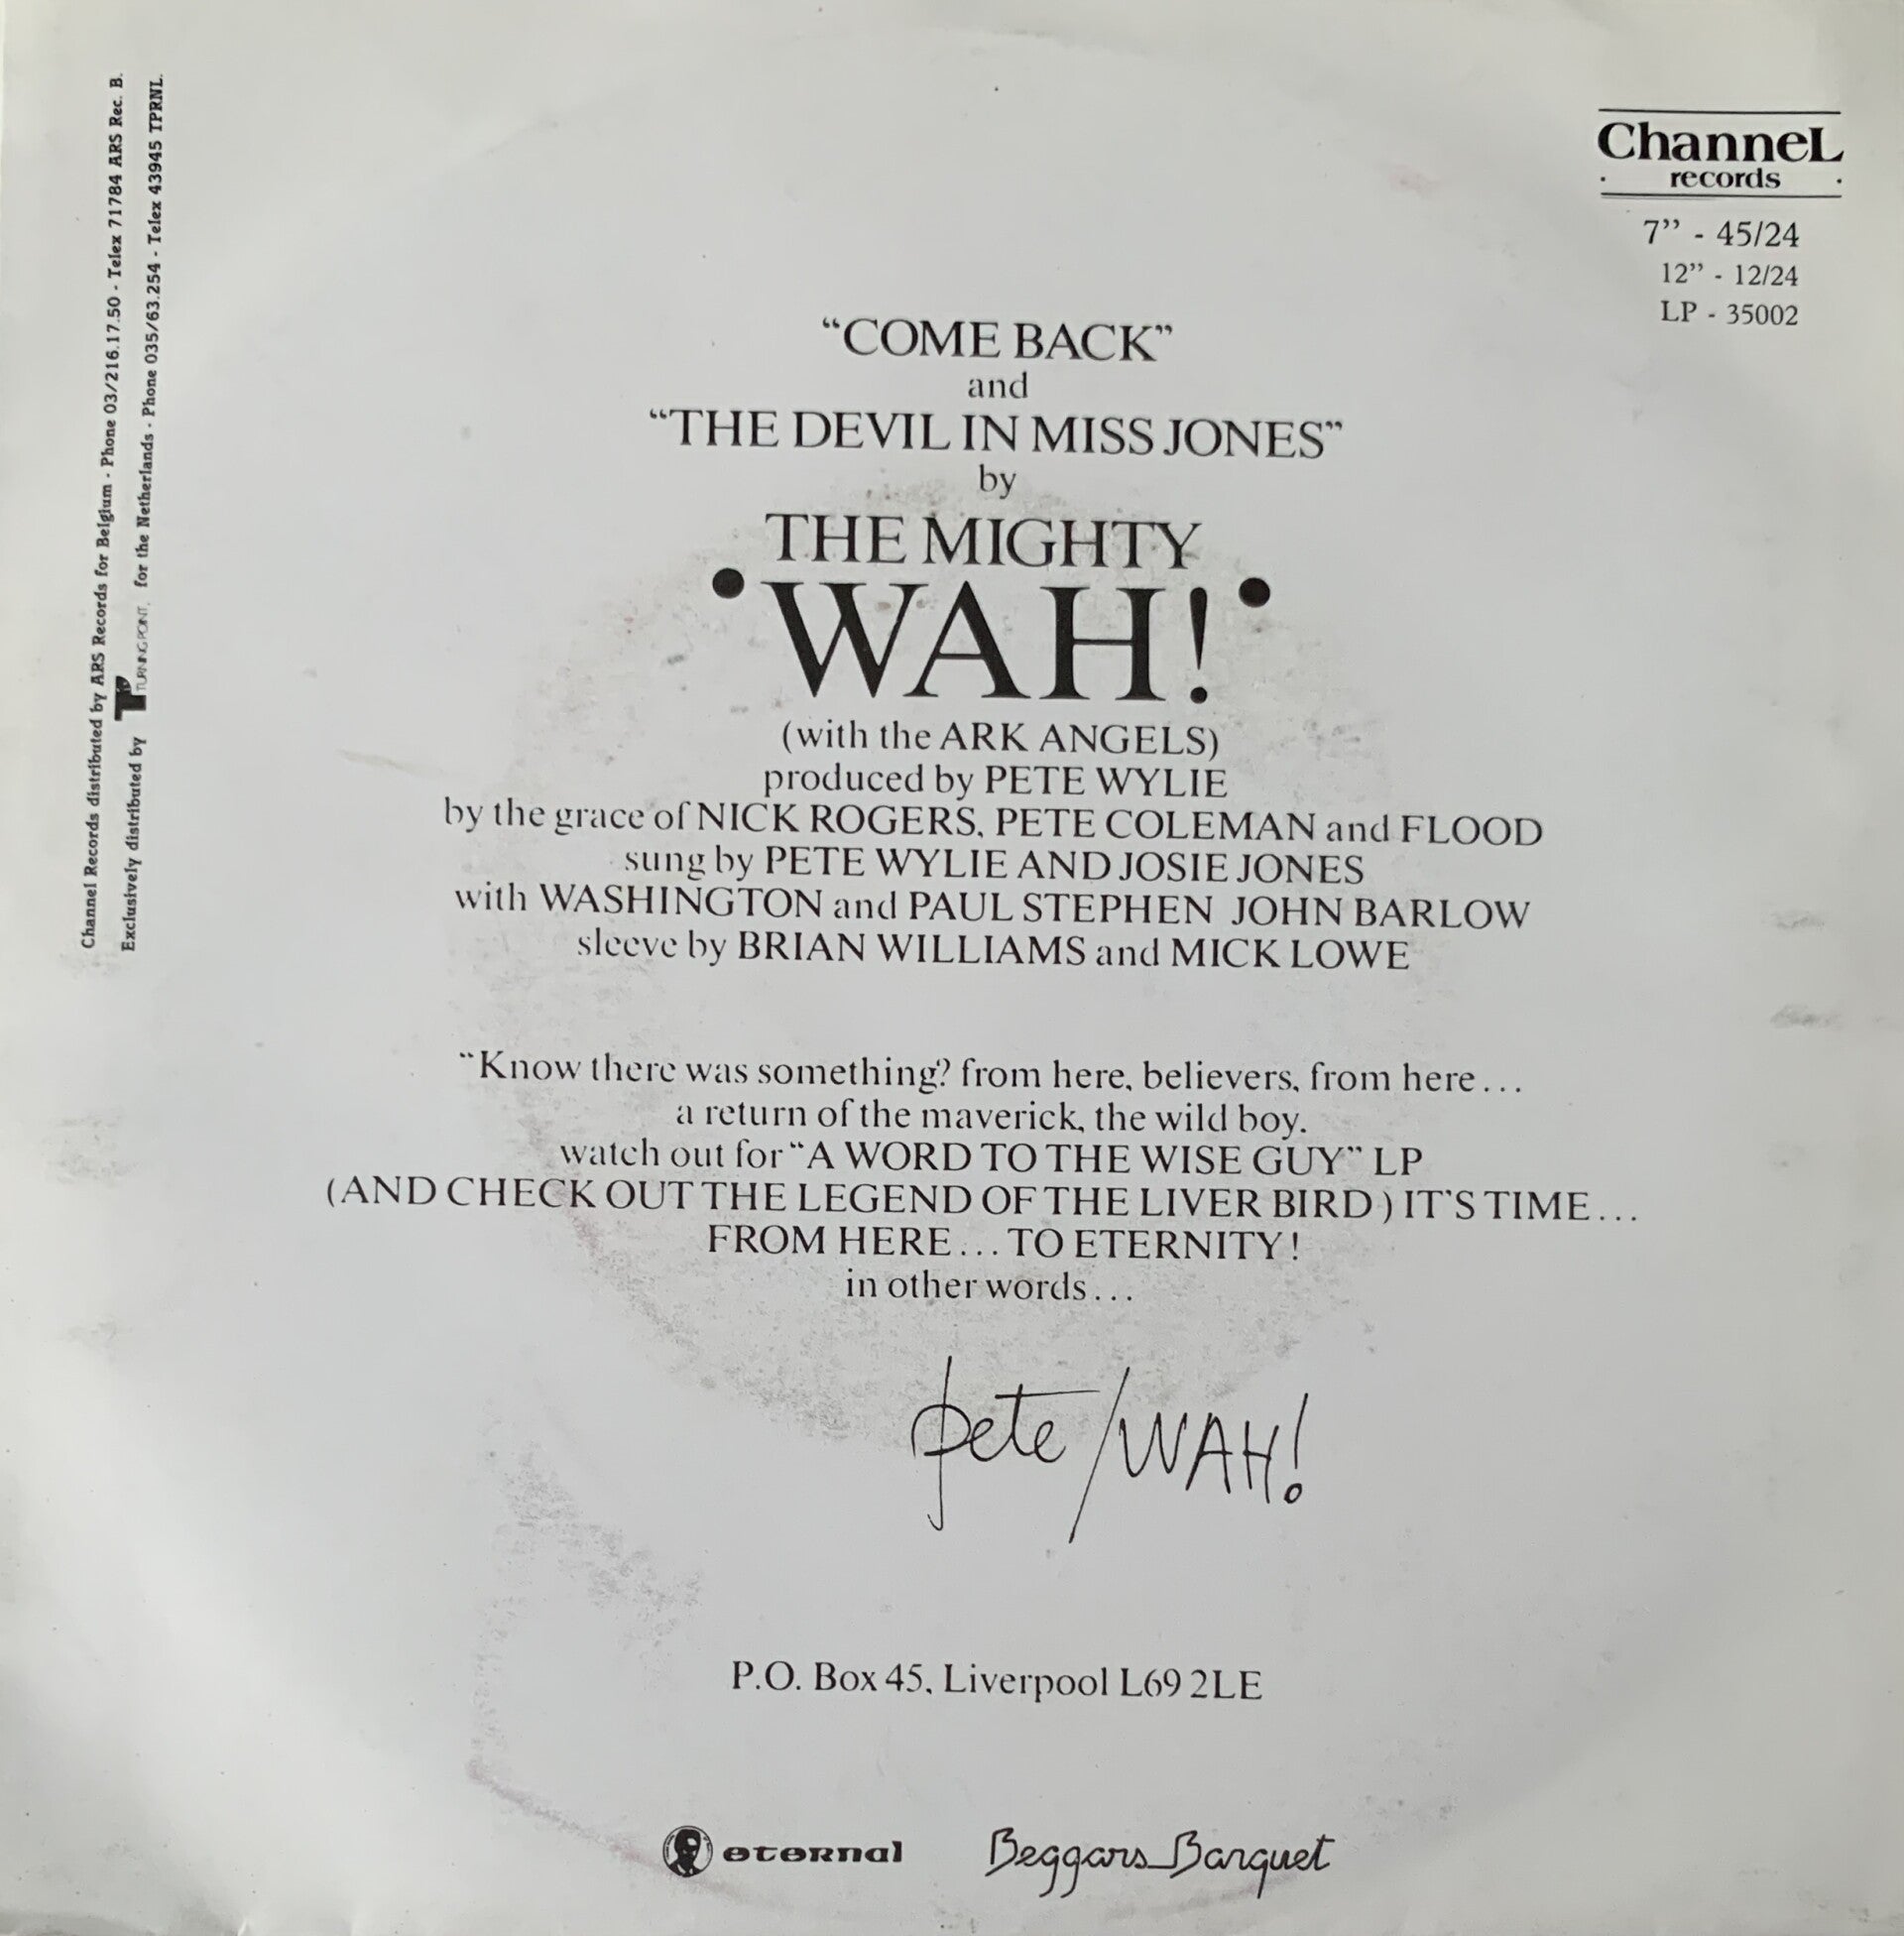 Channel Records distributed by ARS Records for Belgium - Phone 03/216.17.50 - Telex 71784 ARS Rec. B.
Exclusively distributed by TURNING POINT, for the Netherlands - Phone 035/63.254 - Telex 43945 TPRNL.
ChanneL
records
7” - 45/24
12” - 12/24
LP - 35002
“COME BACK”
and
“THE DEVIL IN MISS JONES”
by
THE MIGHTY
•WAH!•
(with the ARK ANGELS)
produced by PETE WYLIE
by the grace of NICK ROGERS, PETE COLEMAN and FLOOD
sung by PETE WYLIE AND JOSIE JONES
with WASHINGTON and PAUL STEPHEN JOHN BARLOW
sleeve by BRIAN WILLIAMS and MICK LOWE
“Know there was something? from here, believers, from here...
a return of the maverick, the wild boy.
watch out for “A WORD TO THE WISE GUY” LP
(AND CHECK OUT THE LEGEND OF THE LIVER BIRD) IT'S TIME...
FROM HERE... TO ETERNITY!
in other words...
pete/WAH!
P.O. Box 45, Liverpool L69 2LE
eternal
Beggars Banquet